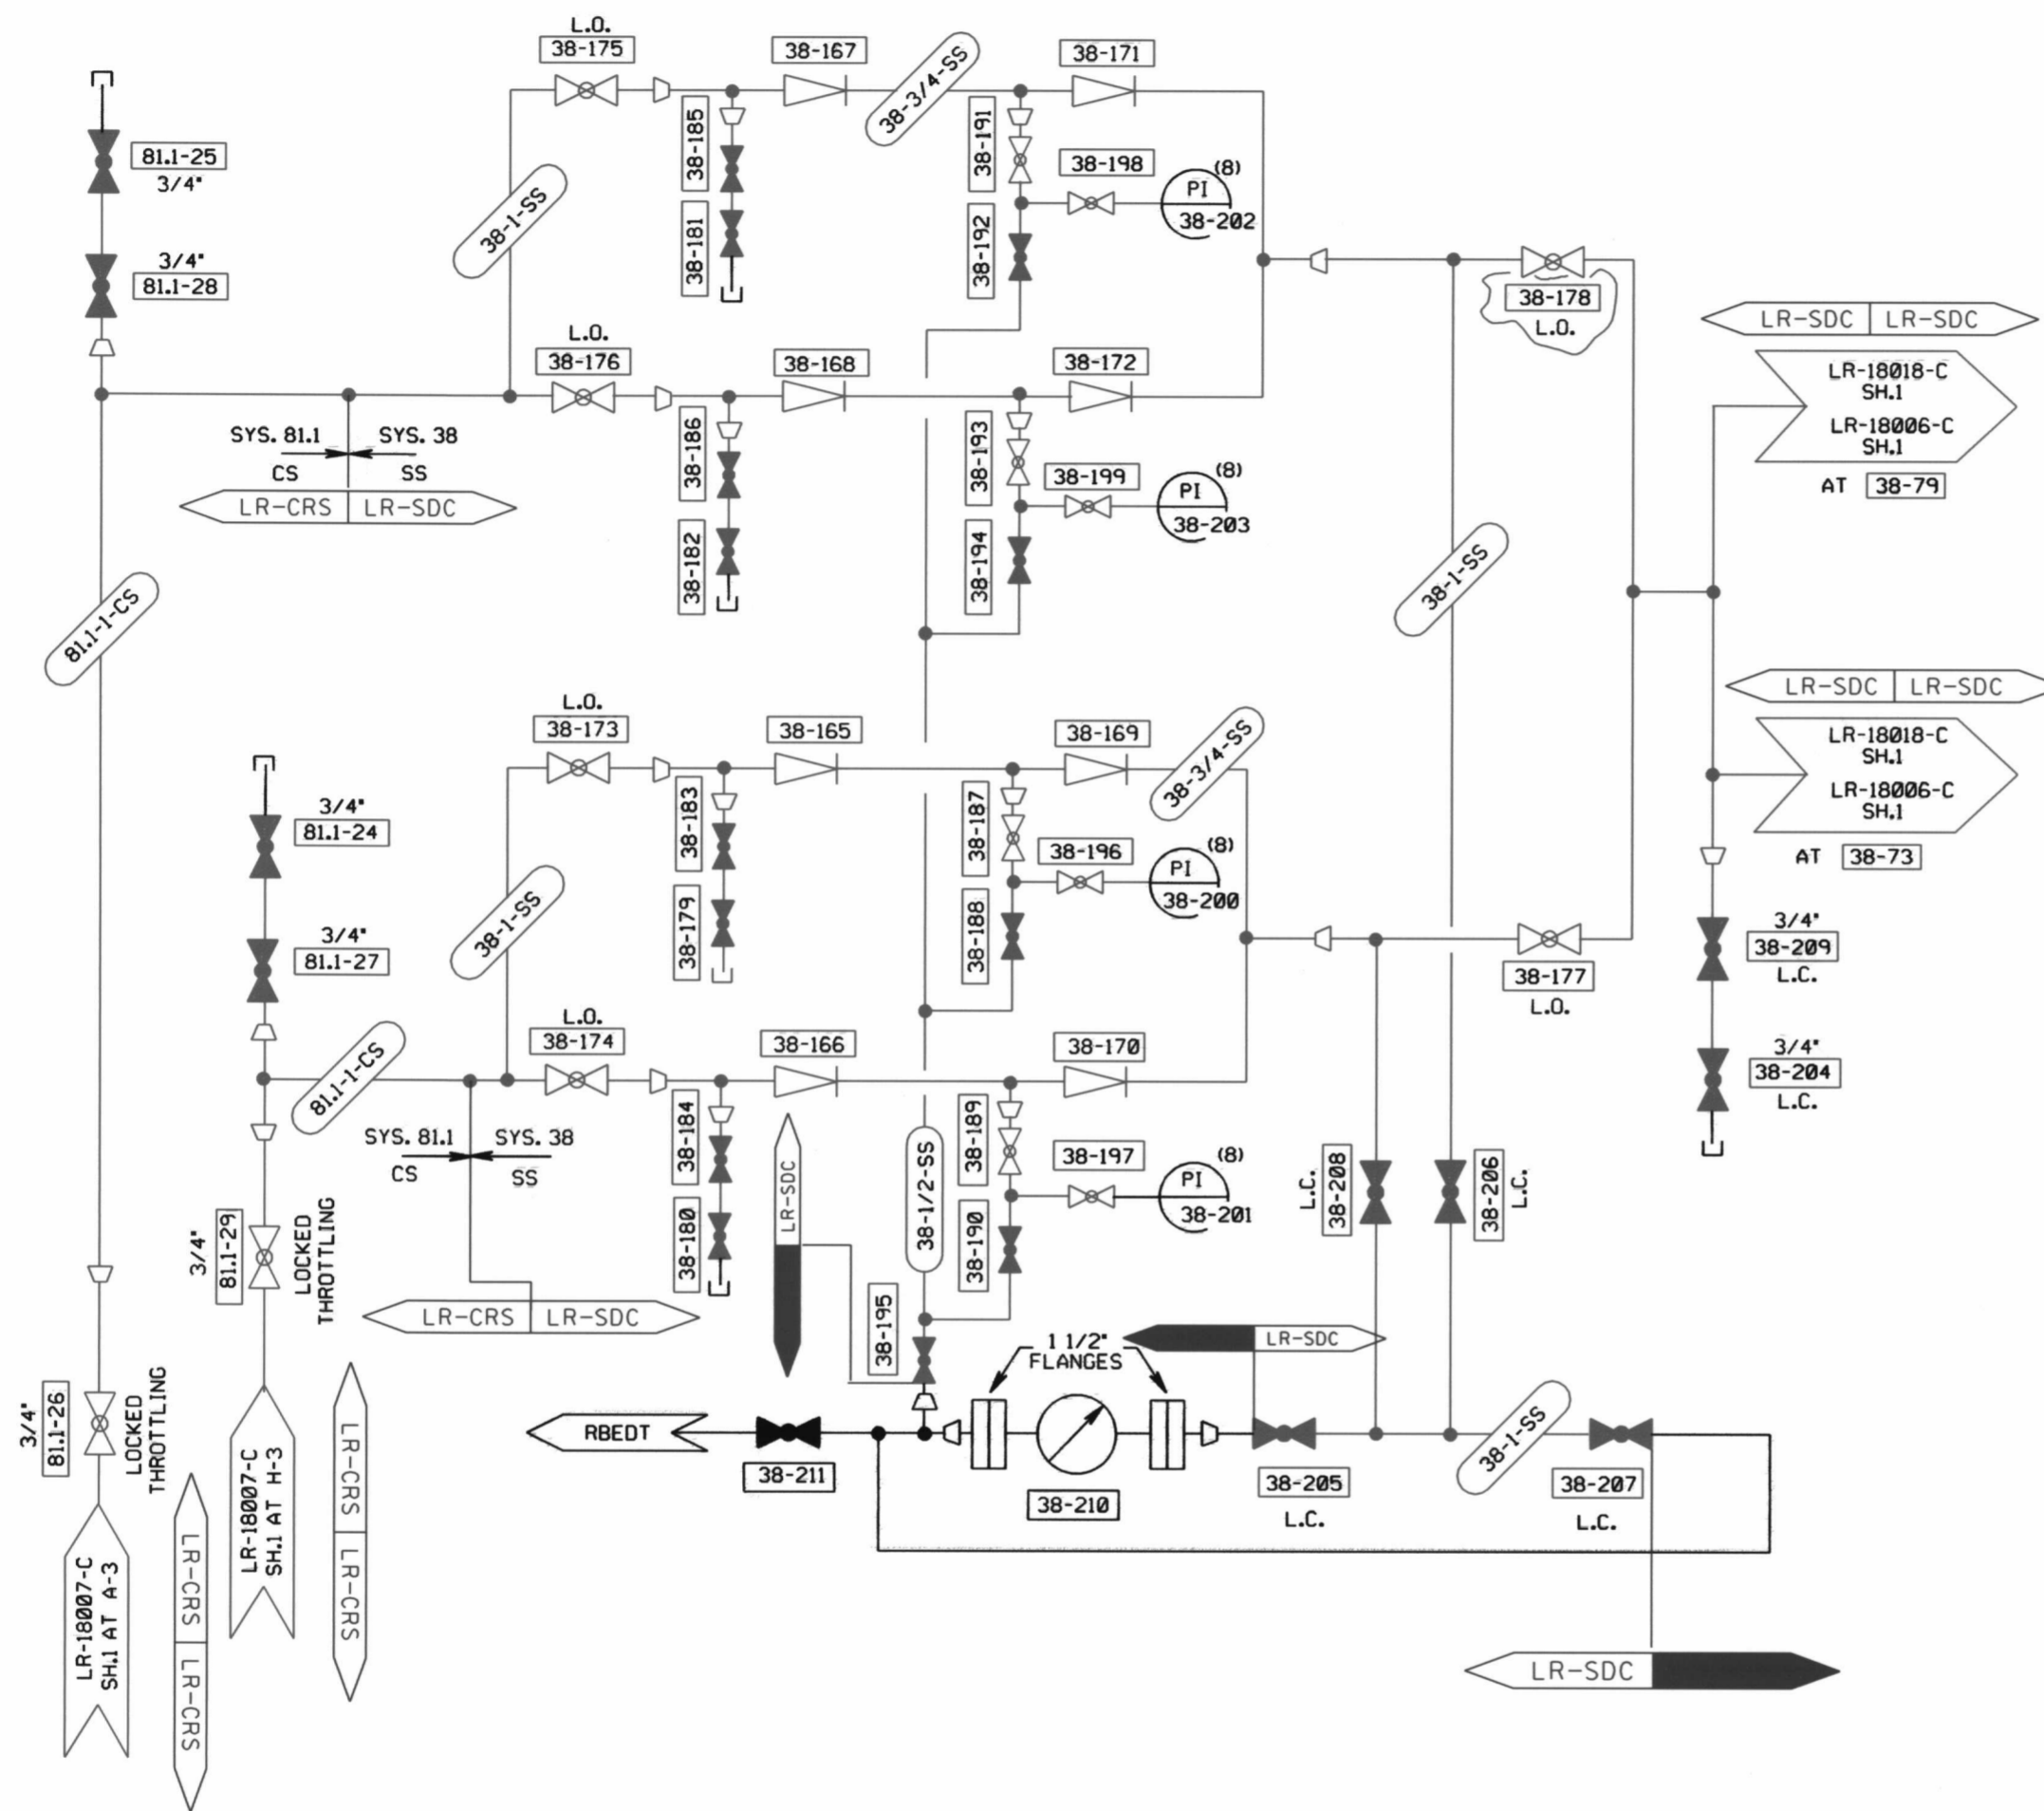 L.O.
38-175
38-167
38-3/4-SS
38-171
81.1-25
3/4"
38-185
38-191
38-198
(8)
PI
38-202
38-1-SS
38-181
38-192
3/4"
81.1-28
38-178
L.O.
LR-SDC
LR-SDC
L.O.
38-176
38-168
38-172
LR-18018-C
SH.1
LR-18006-C
SH.1
AT
38-79
SYS. 81.1
SYS. 38
CS
SS
LR-CRS
LR-SDC
38-186
38-193
38-199
(8)
PI
38-203
38-182
38-194
38-1-SS
81.1-1-CS
LR-SDC
LR-SDC
L.O.
38-173
38-165
38-169
38-3/4-SS
LR-18018-C
SH.1
LR-18006-C
SH.1
AT
38-73
3/4"
81.1-24
38-183
38-187
38-196
(8)
PI
38-200
38-1-SS
38-179
38-188
3/4"
81.1-27
38-177
L.O.
3/4"
38-209
L.C.
L.O.
38-174
38-166
38-170
3/4"
38-204
L.C.
81.1-1-CS
SYS. 81.1
SYS. 38
CS
SS
38-184
LR-SDC
38-1/2-SS
38-189
38-197
(8)
PI
38-201
L.C.
38-208
38-206
L.C.
3/4"
81.1-29
LOCKED
THROTTLING
38-180
38-190
LR-CRS
LR-SDC
38-195
1 1/2"
FLANGES
LR-SDC
3/4"
81.1-26
LOCKED
THROTTLING
LR-18007-C
SH.1 AT H-3
LR-CRS
LR-CRS
RBEDT
38-211
38-210
38-205
L.C.
38-1-SS
38-207
L.C.
LR-18007-C
SH.1 AT A-3
LR-CRS
LR-CRS
LR-SDC